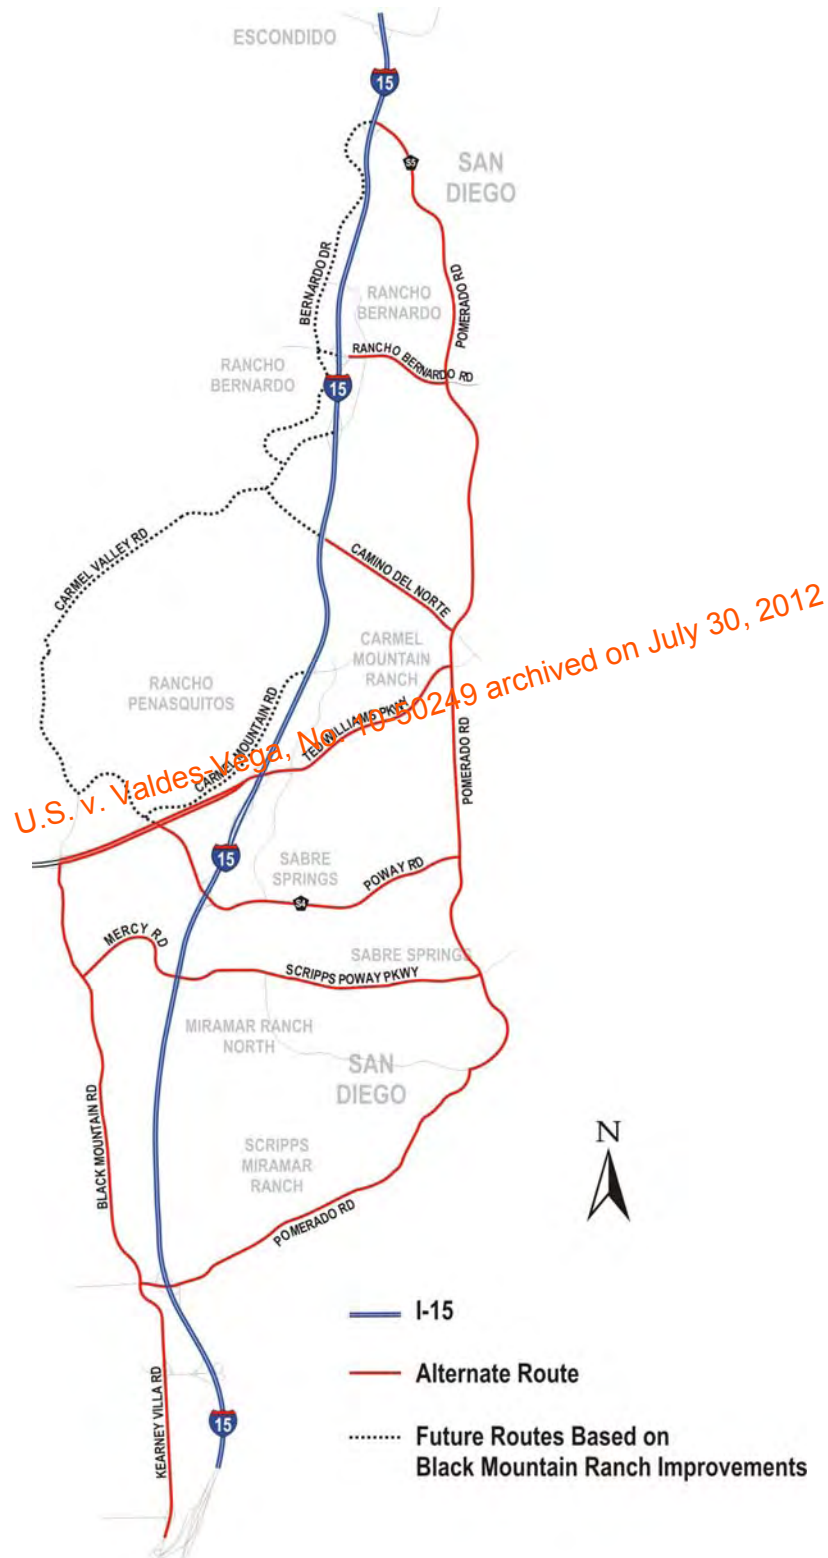 ESCONDIDO
15
S5
SAN
DIEGO
BERNARDO DR
RANCHO
BERNARDO
POMERADO RD
RANCHO BERNARDO RD
RANCHO
BERNARDO
15
CARMEL VALLEY RD
CAMINO DEL NORTE
CARMEL
MOUNTAIN
RANCH
RANCHO
PENASQUITOS
CARMEL MOUNTAIN RD
TED WILLIAMS PKWY
POMERADO RD
U.S. v. Valdes-Vega, No. 10-50249 archived on July 30, 2012
15
SABRE
SPRINGS
POWAY RD
S4
MERCY RD
SABRE SPRINGS
SCRIPPS POWAY PKWY
MIRAMAR RANCH
NORTH
SAN
DIEGO
BLACK MOUNTAIN RD
SCRIPPS
MIRAMAR
RANCH
POMERADO RD
N
I-15
Alternate Route
KEARNEY VILLA RD
15
Future Routes Based on
Black Mountain Ranch Improvements